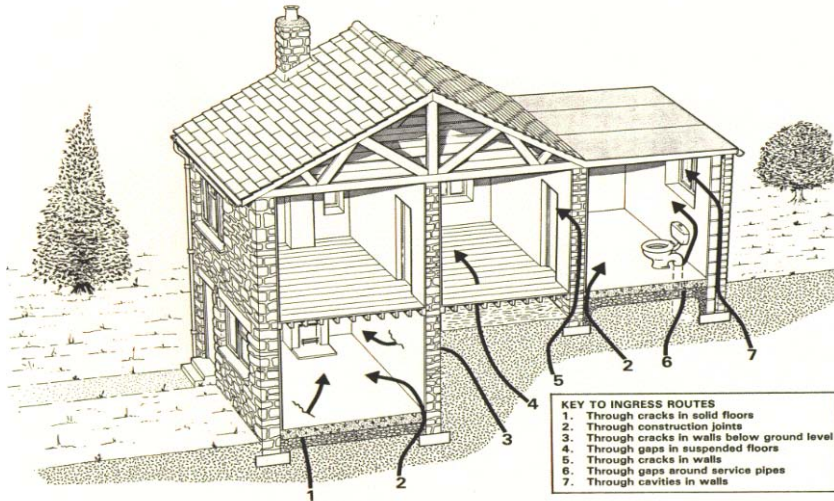 5
2
6
7
4
3
2
1
KEY TO INGRESS ROUTES
1. Through cracks in solid floors
2. Through construction joints
3. Through cracks in walls below ground level
4. Through gaps in suspended floors
5. Through cracks in walls
6. Through gaps around service pipes
7. Through cavities in walls